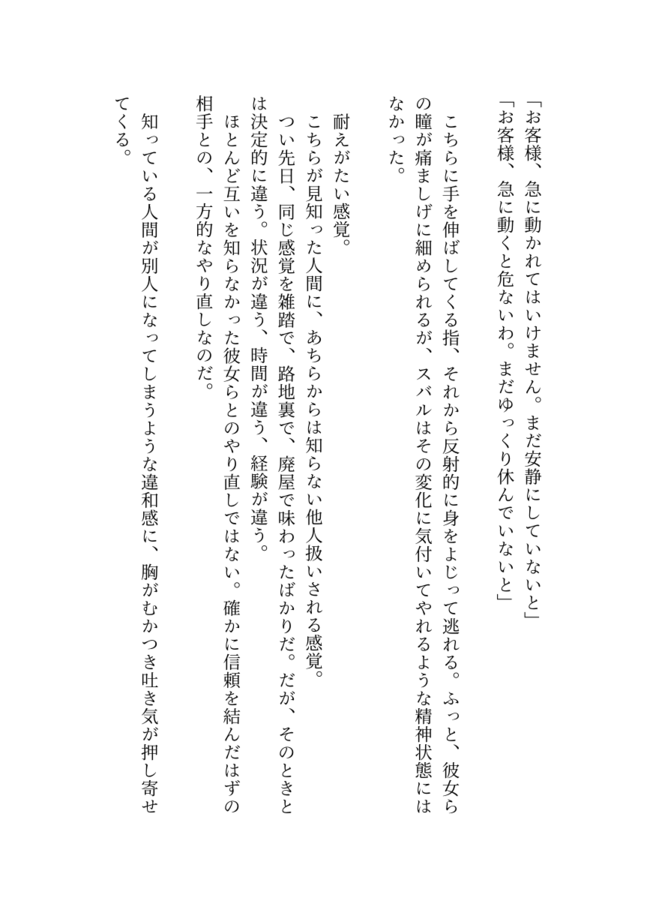 「お客様、急に動かれてはいけません。まだ安静にしていないと」
「お客様、急に動くと危ないわ。まだゆっくり休んでいないと」
こちらに手を伸ばしてくる指、それから反射的に身をよじって逃れる。ふっと、彼女ら
の瞳が痛ましげに細められるが、スバルはその変化に気付いてやれるような精神状態には
なかった。
耐えがたい感覚。
こちらが見知った人間に、あちらからは知らない他人扱いされる感覚。
つい先日、同じ感覚を雑踏で、路地裏で、廃屋で味わったばかりだ。だが、そのときと
は決定的に違う。状況が違う、時間が違う、経験が違う。
ほとんど互いを知らなかった彼女らとのやり直しではない。確かに信頼を結んだはずの
相手との、一方的なやり直しなのだ。
知っている人間が別人になってしまうような違和感に、胸がむかつき吐き気が押し寄せ
てくる。